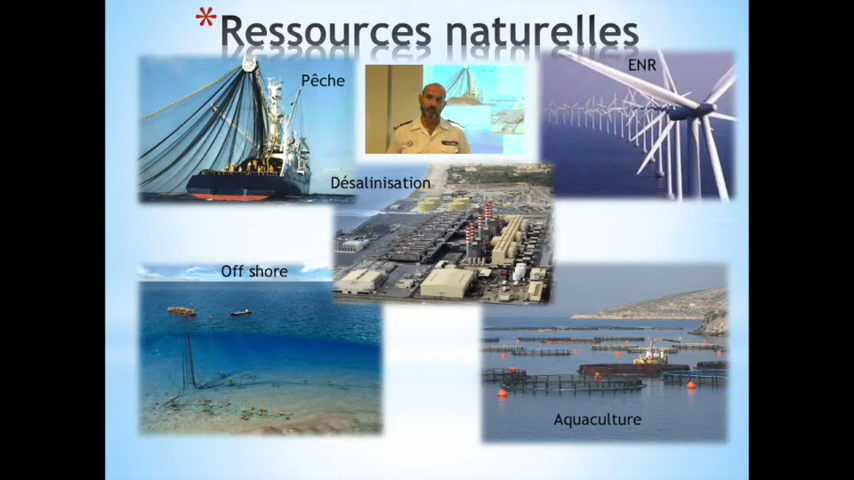 *Ressources naturelles
Pêche
ENR
Désalinisation
Off shore
Aquaculture